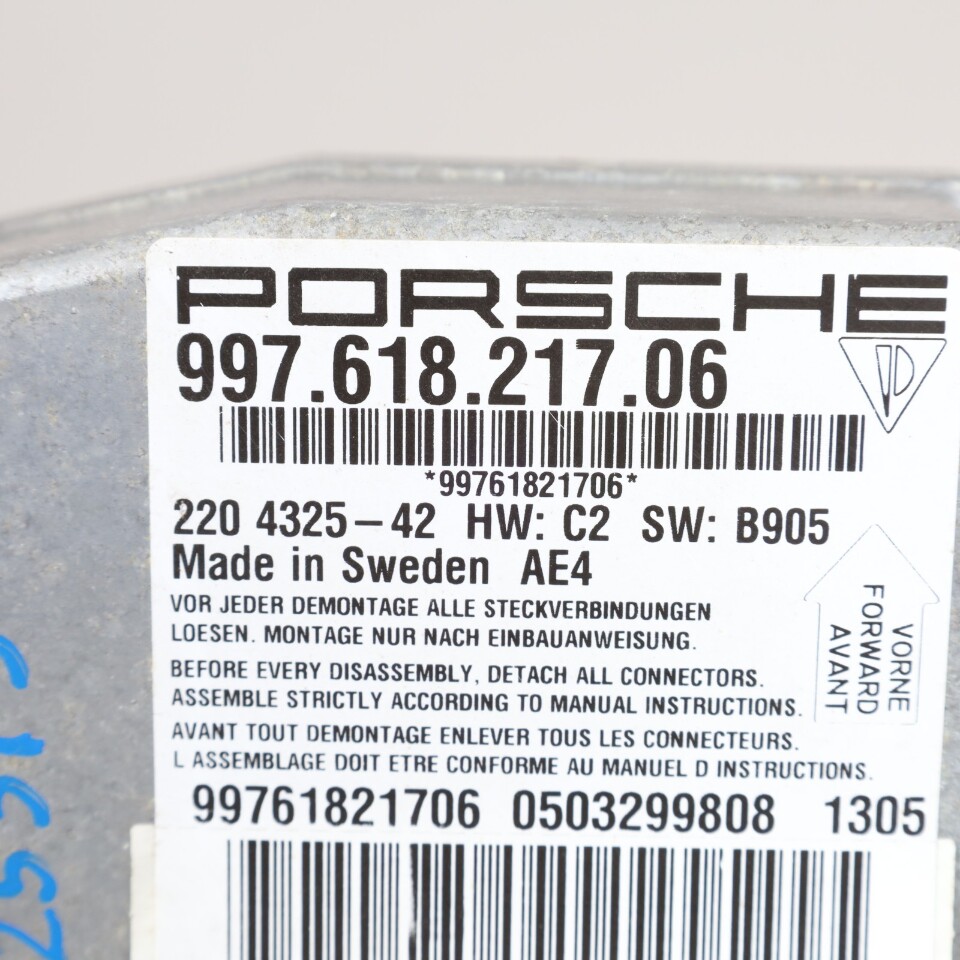 PORSCHE
997.618.217.06
*99761821706*
220 4325-42 HW: C2 SW: B905
Made in Sweden AE4
VOR JEDER DEMONTAGE ALLE STECKVERBINDUNGEN
LOESEN. MONTAGE NUR NACH EINBAUANWEISUNG.
BEFORE EVERY DISASSEMBLY, DETACH ALL CONNECTORS.
ASSEMBLE STRICTLY ACCORDING TO MANUAL INSTRUCTIONS.
AVANT TOUT DEMONTAGE ENLEVER TOUS LES CONNECTEURS.
L ASSEMBLAGE DOIT ETRE CONFORME AU MANUEL D INSTRUCTIONS.
VORNE
FORWARD
AVANT
99761821706 0503299808 1305